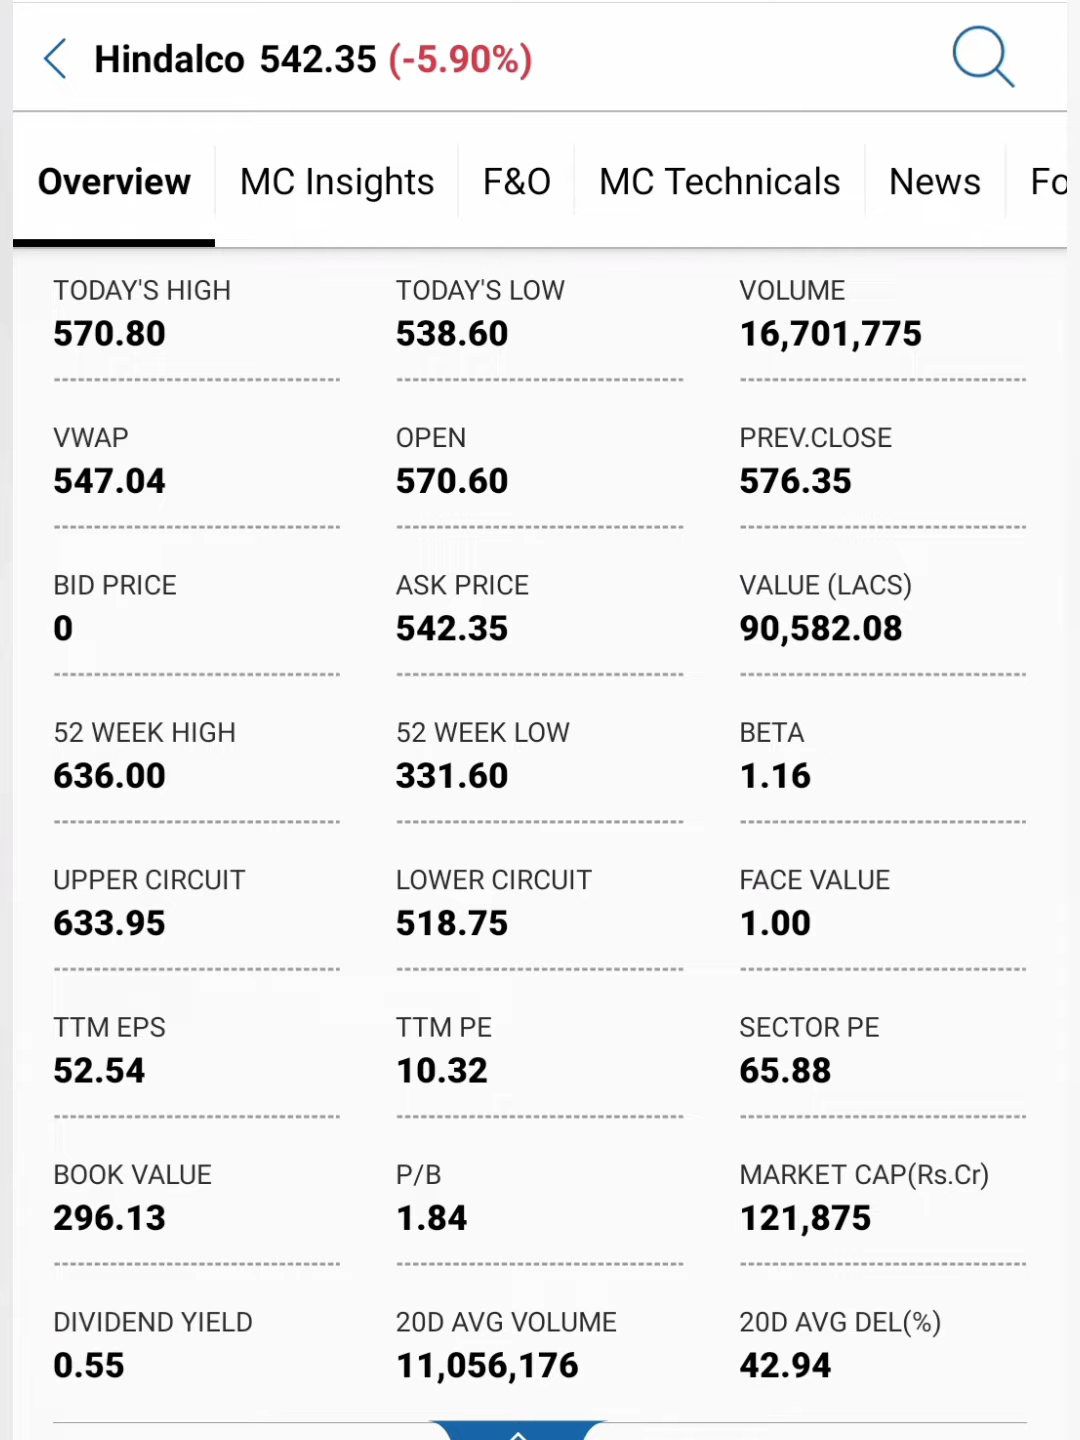 Hindalco 542.35 (-5.90%)
Overview MC Insights F&O MC Technicals News Fo
TODAY'S HIGH TODAY'S LOW VOLUME
570.80 538.60 16,701,775
VWAP OPEN PREV.CLOSE
547.04 570.60 576.35
BID PRICE ASK PRICE VALUE (LACS)
0 542.35 90,582.08
52 WEEK HIGH 52 WEEK LOW BETA
636.00 331.60 1.16
UPPER CIRCUIT LOWER CIRCUIT FACE VALUE
633.95 518.75 1.00
TTM EPS TTM PE SECTOR PE
52.54 10.32 65.88
BOOK VALUE P/B MARKET CAP(Rs.Cr)
296.13 1.84 121,875
DIVIDEND YIELD 20D AVG VOLUME 20D AVG DEL(%)
0.55 11,056,176 42.94